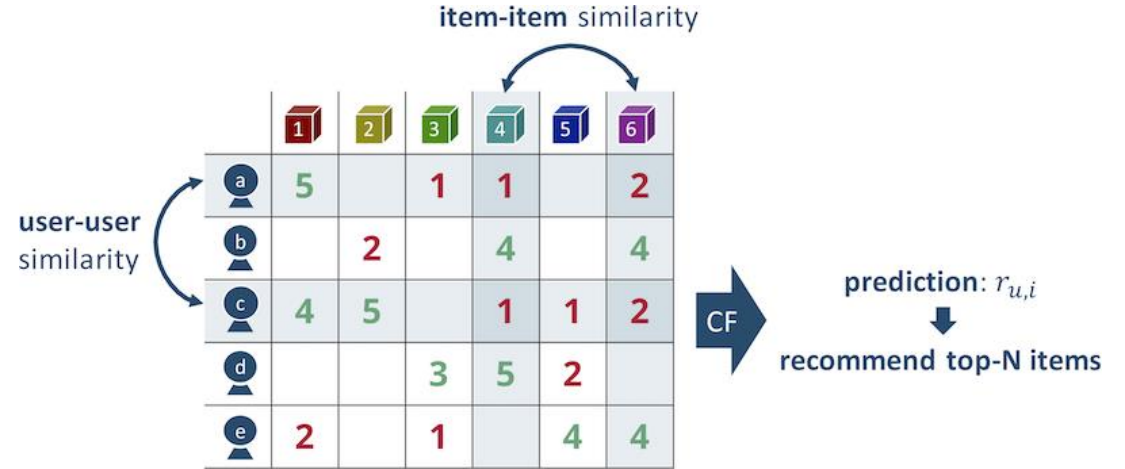 item-item similarity
1 2 3 4 5 6
a 5 1 1 2
b 2 4 4
c 4 5 1 1 2
d 3 5 2
e 2 1 4 4
user-user
similarity
CF
prediction: r_{u,i}
recommend top-N items